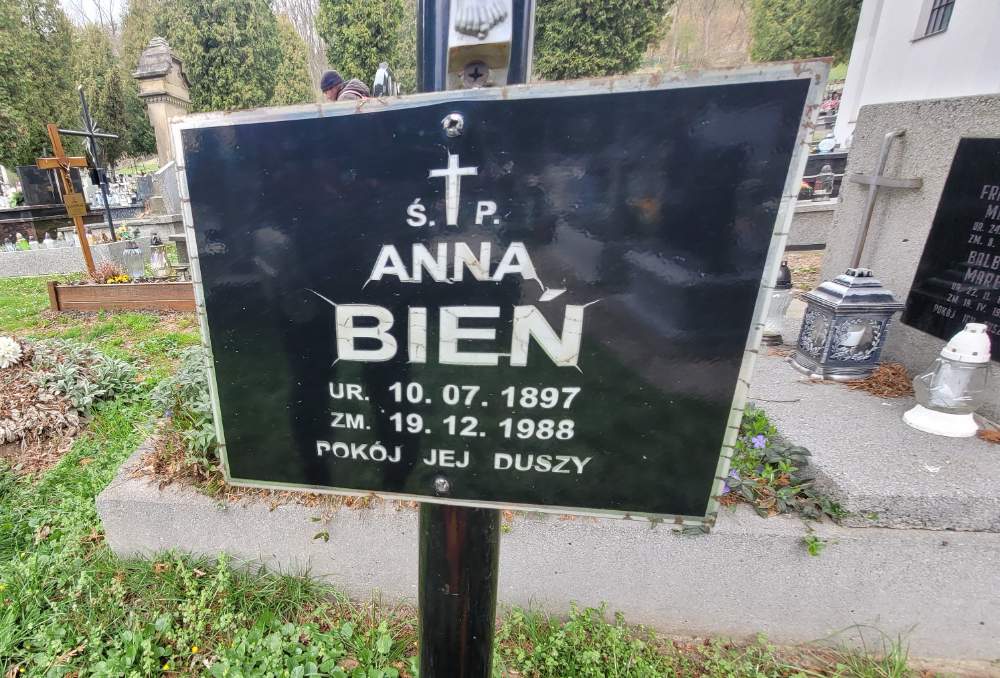 Ś. P.
ANNA
BIEŃ
UR. 10. 07. 1897
ZM. 19. 12. 1988
POKÓJ JEJ DUSZY